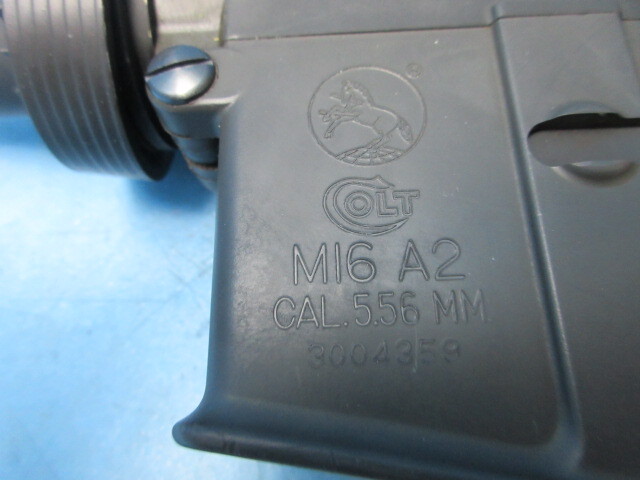 ®
COLT
M16 A2
CAL. 5.56 MM.
3004359